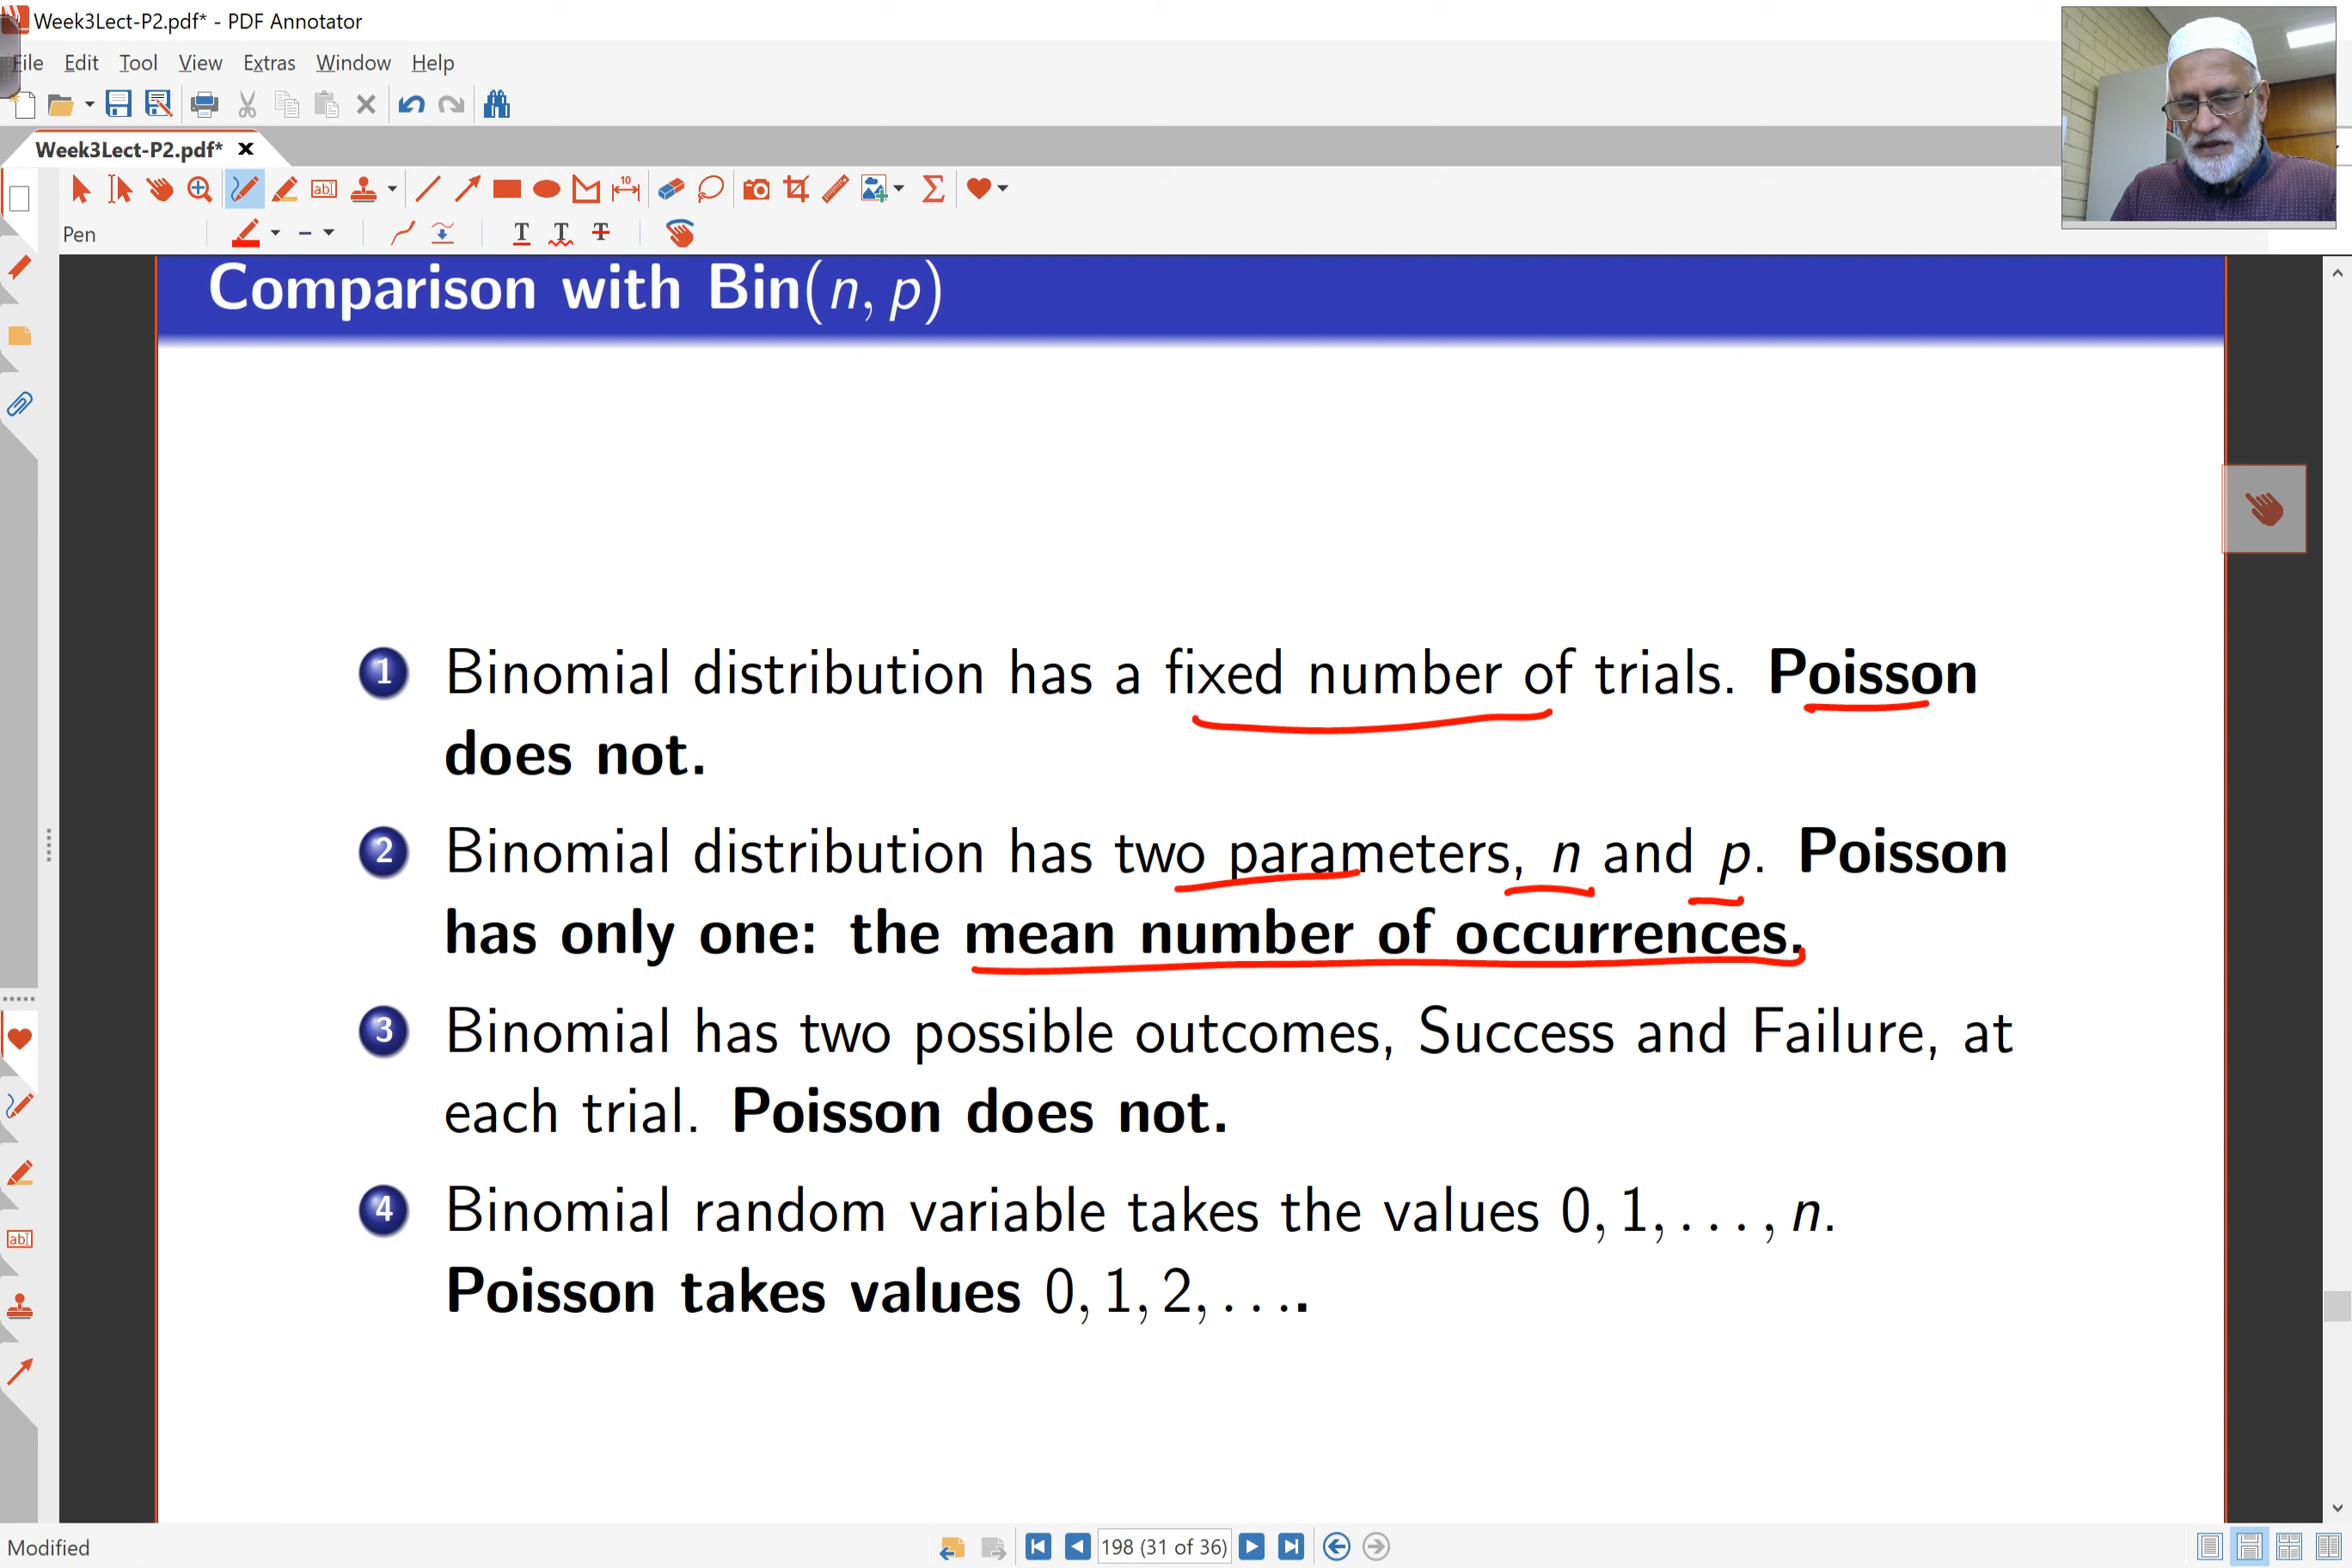 Week3Lect-P2.pdf* - PDF Annotator
File Edit Tool View Extras Window Help
Week3Lect-P2.pdf*
Pen
Comparison with Bin(n, p)
1 Binomial distribution has a fixed number of trials. Poisson
does not.
2 Binomial distribution has two parameters, n and p. Poisson
has only one: the mean number of occurrences.
3 Binomial has two possible outcomes, Success and Failure, at
each trial. Poisson does not.
4 Binomial random variable takes the values 0, 1, . . . , n.
Poisson takes values 0, 1, 2, . . ..
Modified 198 (31 of 36)